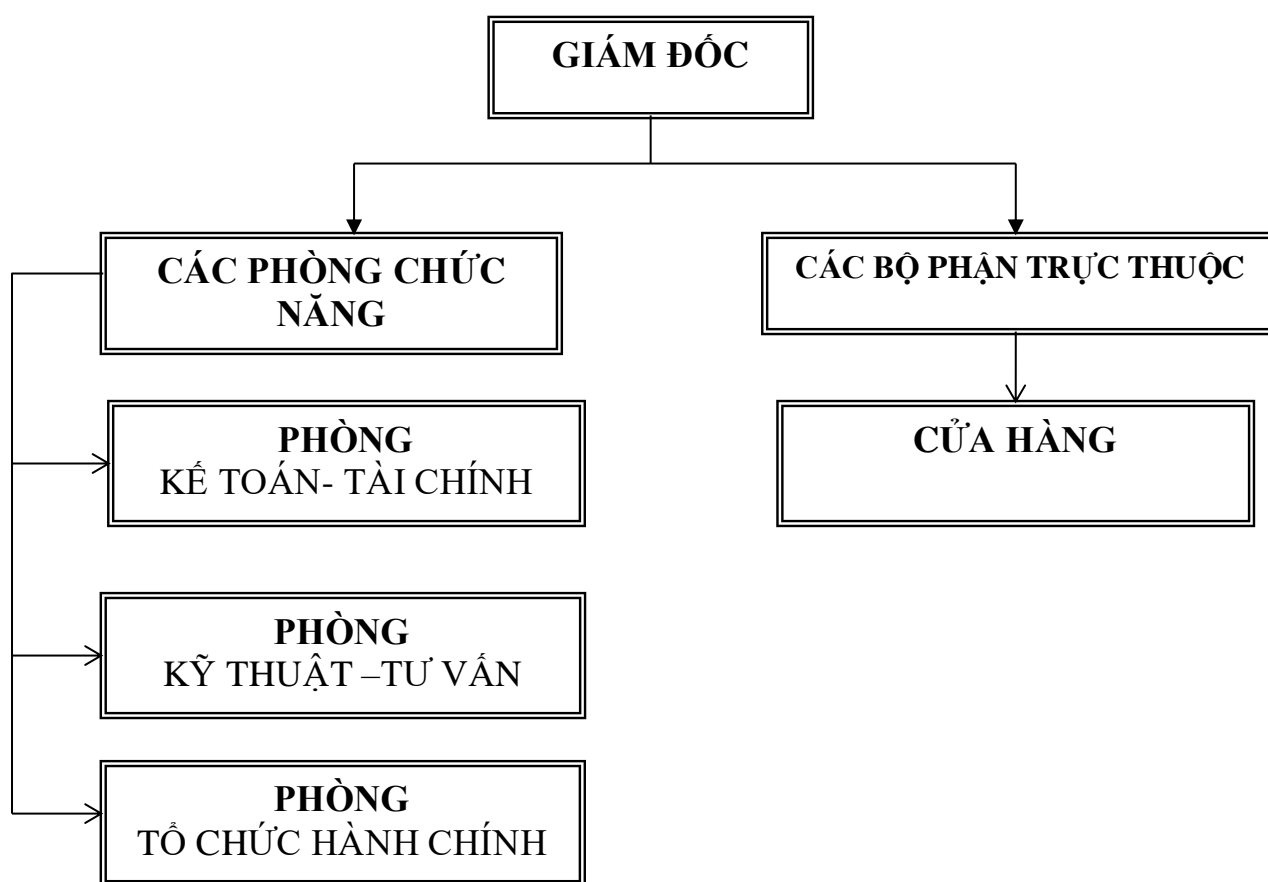 GIÁM ĐỐC
CÁC PHÒNG CHỨC
NĂNG
CÁC BỘ PHẬN TRỰC THUỘC
PHÒNG
KẾ TOÁN- TÀI CHÍNH
CỬA HÀNG
PHÒNG
KỸ THUẬT –TƯ VẤN
PHÒNG
TỔ CHỨC HÀNH CHÍNH